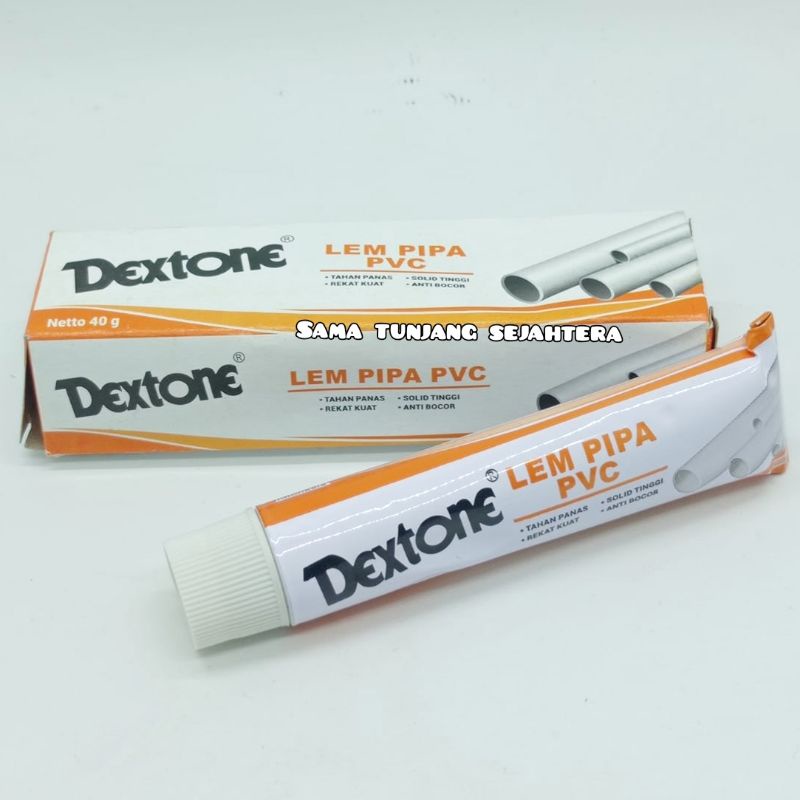 Dextone®
LEM PIPA
PVC
• TAHAN PANAS • SOLID TINGGI
• REKAT KUAT • ANTI BOCOR
Netto 40 g
SAMA TUNJANG SEJAHTERA
Dextone®
LEM PIPA PVC
• TAHAN PANAS • SOLID TINGGI
• REKAT KUAT • ANTI BOCOR
Dextone®
LEM PIPA
PVC
• TAHAN PANAS • SOLID TINGGI
• REKAT KUAT • ANTI BOCOR